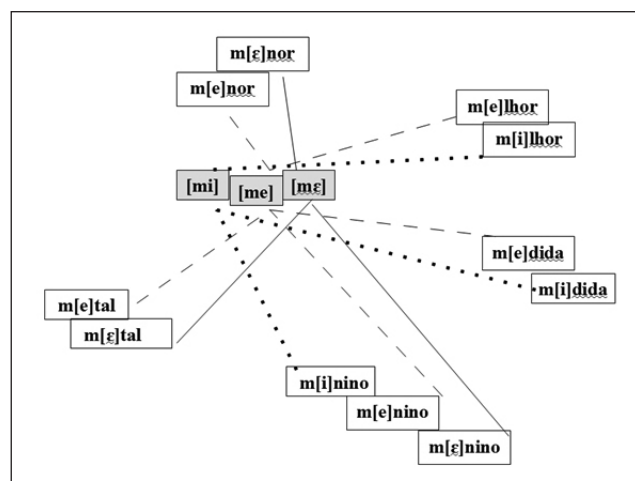 m[ɛ]nor
m[e]nor
m[e]lhor
m[i]lhor
[mi]
[me]
[mɛ]
m[e]dida
m[i]dida
m[e]tal
m[ɛ]tal
m[i]nino
m[e]nino
m[ɛ]nino